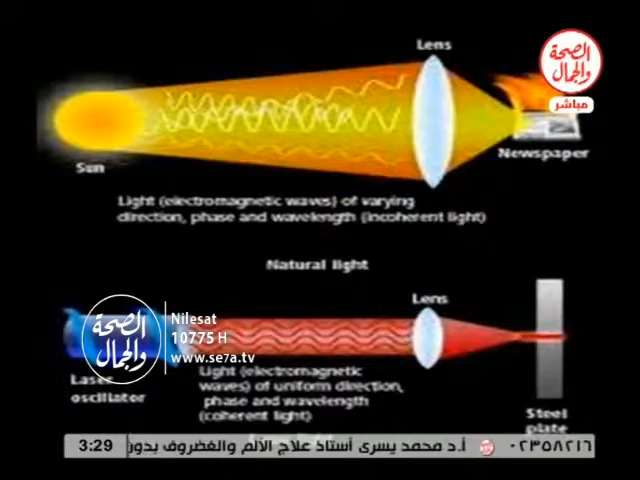 Lens
الصحة
والجمال
مباشر
Newspaper
Sun
Light (electromagnetic waves) of varying
direction, phase and wavelength (incoherent light)
Natural light
Lens
الصحة
والجمال
Nilesat
10775 H
www.se7a.tv
Laser
oscillator
Light (electromagnetic
waves) of uniform direction,
phase and wavelength
(coherent light)
Steel
plate
3:29
أ.د محمد يسرى أستاذ علاج الألم والغضروف بدون
٠٢٣٥٨٢١٦